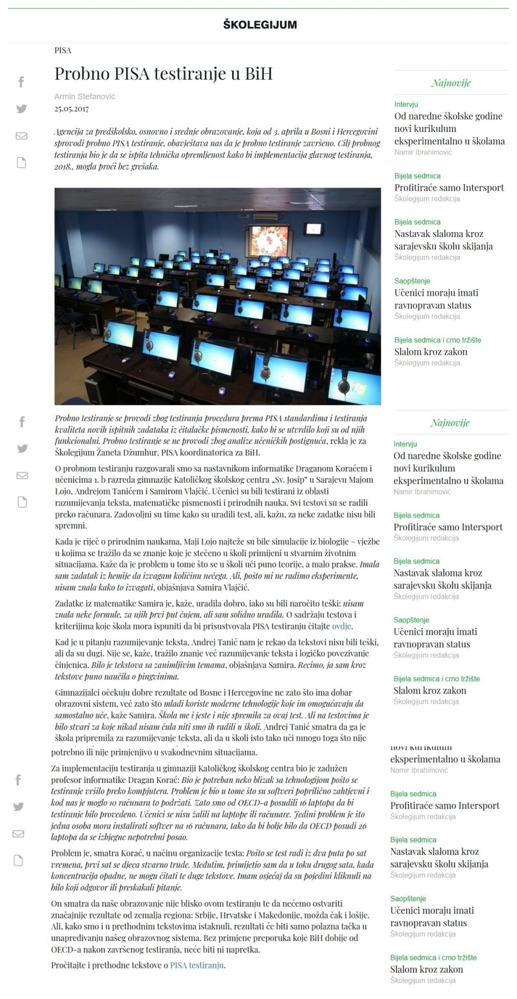 ŠKOLEGIJUM
PISA
Probno PISA testiranje u BiH
Armin Stefanović
25.05.2017
Agencija za predškolsko, osnovno i srednje obrazovanje, koja od 3. aprila u Bosni i Hercegovini
sprovodi probno PISA testiranje, obavještava nas da je probno testiranje završeno. Cilj probnog
testiranja bio je da se ispita tehnička opremljenost kako bi implementacija glavnog testiranja,
2018., mogla proći bez grešaka.
Najnovije
Intervju
Od naredne školske godine
novi kurikulum
eksperimentalno u školama
Namir Ibrahimović
Bijela sedmica
Profitiraće samo Intersport
Školegijum redakcija
Bijela sedmica
Nastavak slaloma kroz
sarajevsku školu skijanja
Školegijum redakcija
Saopštenje
Učenici moraju imati
ravnopravan status
Školegijum redakcija
Bijela sedmica i crno tržište
Slalom kroz zakon
Školegijum redakcija
Probno testiranje se provodi zbog testiranja procedura prema PISA standardima i testiranja
kvaliteta novih ispitnih zadataka iz čitalačke pismenosti, kako bi se utvrdilo koji su od njih
funkcionalni. Probno testiranje se ne provodi zbog analize učeničkih postignuća, rekla je za
Školegijum Žaneta Džumhur, PISA koordinatorica za BiH.
O probnom testiranju razgovarali smo sa nastavnikom informatike Draganom Koraćem i
učenicima 1. b razreda gimnazije Katoličkog školskog centra „Sv. Josip“ u Sarajevu Majom
Lojo, Andrejom Tanićem i Samirom Vlajčić. Učenici su bili testirani iz oblasti
razumijevanja teksta, matematičke pismenosti i prirodnih nauka. Svi testovi su se radili
preko računara. Zadovoljni su time kako su uradili test, ali, kažu, za neke zadatke nisu bili
spremni.
Kada je riječ o prirodnim naukama, Maji Lojo najteže su bile simulacije iz biologije – vježbe
u kojima se tražilo da se znanje koje je stečeno u školi primijeni u stvarnim životnim
situacijama. Kaže da je problem u tome što se u školi uči puno teorije, a malo prakse. Imala
sam zadatak iz hemije da izvagam količinu nečega. Ali, pošto mi ne radimo eksperimente,
nisam znala kako to izvagati, objašnjava Samira Vlajčić.
Zadatke iz matematike Samira je, kaže, uradila dobro, iako su bili naročito teški: nisam
znala neke formule, za njih prvi put čujem, ali sam solidno uradila. O sadržaju testova i
kriterijima koje škola mora ispuniti da bi prisustvovala PISA testiranju čitajte ovdje.
Kad je u pitanju razumijevanje teksta, Andrej Tanić nam je rekao da tekstovi nisu bili teški,
ali da su dugi. Nije se, kaže, tražilo znanje već razumijevanje teksta i logičko povezivanje
činjenica. Bilo je tekstova sa zanimljivim temama, objašnjava Samira. Recimo, ja sam kroz
tekstove puno naučila o pingvinima.
Gimnazijalci očekuju dobre rezultate od Bosne i Hercegovine ne zato što ima dobar
obrazovni sistem, već zato što mladi koriste moderne tehnologije koje im omogućavaju da
samostalno uče, kaže Samira. Škola me i jeste i nije spremila za ovaj test. Ali na testovima je
bilo stvari za koje nikad nisam čula niti smo ih radili u školi. Andrej Tanić smatra da ga je
škola pripremila za razumijevanje teksta, ali da u školi isto tako uči mnogo toga što nije
potrebno ili nije primjenjivo u svakodnevnim situacijama.
Najnovije
Intervju
Od naredne školske godine
novi kurikulum
eksperimentalno u školama
Namir Ibrahimović
Bijela sedmica
Profitiraće samo Intersport
Školegijum redakcija
Bijela sedmica
Nastavak slaloma kroz
sarajevsku školu skijanja
Školegijum redakcija
Saopštenje
Učenici moraju imati
ravnopravan status
Školegijum redakcija
Bijela sedmica i crno tržište
Slalom kroz zakon
Školegijum redakcija
Za implementaciju testiranja u gimnaziji Katoličkog školskog centra bio je zadužen
profesor informatike Dragan Korać: Bio je potreban neko blizak sa tehnologijom pošto se
testiranje vršilo preko kompjutera. Problem je bio u tome što su softveri poprilično zahtjevni i
kod nas je moglo 10 računara to podržati. Zato smo od OECD-a posudili 16 laptopa da bi
testiranje bilo provedeno. Učenici se nisu žalili na laptope ili računare. Jedini problem je što
jedna osoba mora instalirati softver na 16 računara, tako da bi bolje bilo da OECD posudi 26
laptopa da se izbjegne nepotrebni posao.
Problem je, smatra Korać, u načinu organizacije testa: Pošto se test radi iz dva puta po sat
vremena, prvi sat se djeca stvarno trude. Međutim, primijetio sam da u toku drugog sata, kada
koncentracija opadne, ne mogu čitati te duge tekstove. Imam osjećaj da su pojedini kliknuli na
bilo koji odgovor ili preskakali pitanje.
On smatra da naše obrazovanje nije blisko ovom testiranju te da nećemo ostvariti
značajnije rezultate od zemalja regiona: Srbije, Hrvatske i Makedonije, možda čak i lošije.
Ali, kako smo i u prethodnim tekstovima istaknuli, rezultati će biti samo polazna tačka u
unapređivanju našeg obrazovnog sistema. Bez primjene preporuka koje BiH dobije od
OECD-a nakon završenog testiranja, neće biti ni napretka.
Pročitajte i prethodne tekstove o PISA testiranju.
novi kurikulum
eksperimentalno u školama
Namir Ibrahimović
Bijela sedmica
Profitiraće samo Intersport
Školegijum redakcija
Bijela sedmica
Nastavak slaloma kroz
sarajevsku školu skijanja
Školegijum redakcija
Saopštenje
Učenici moraju imati
ravnopravan status
Školegijum redakcija
Bijela sedmica i crno tržište
Slalom kroz zakon
Školegijum redakcija